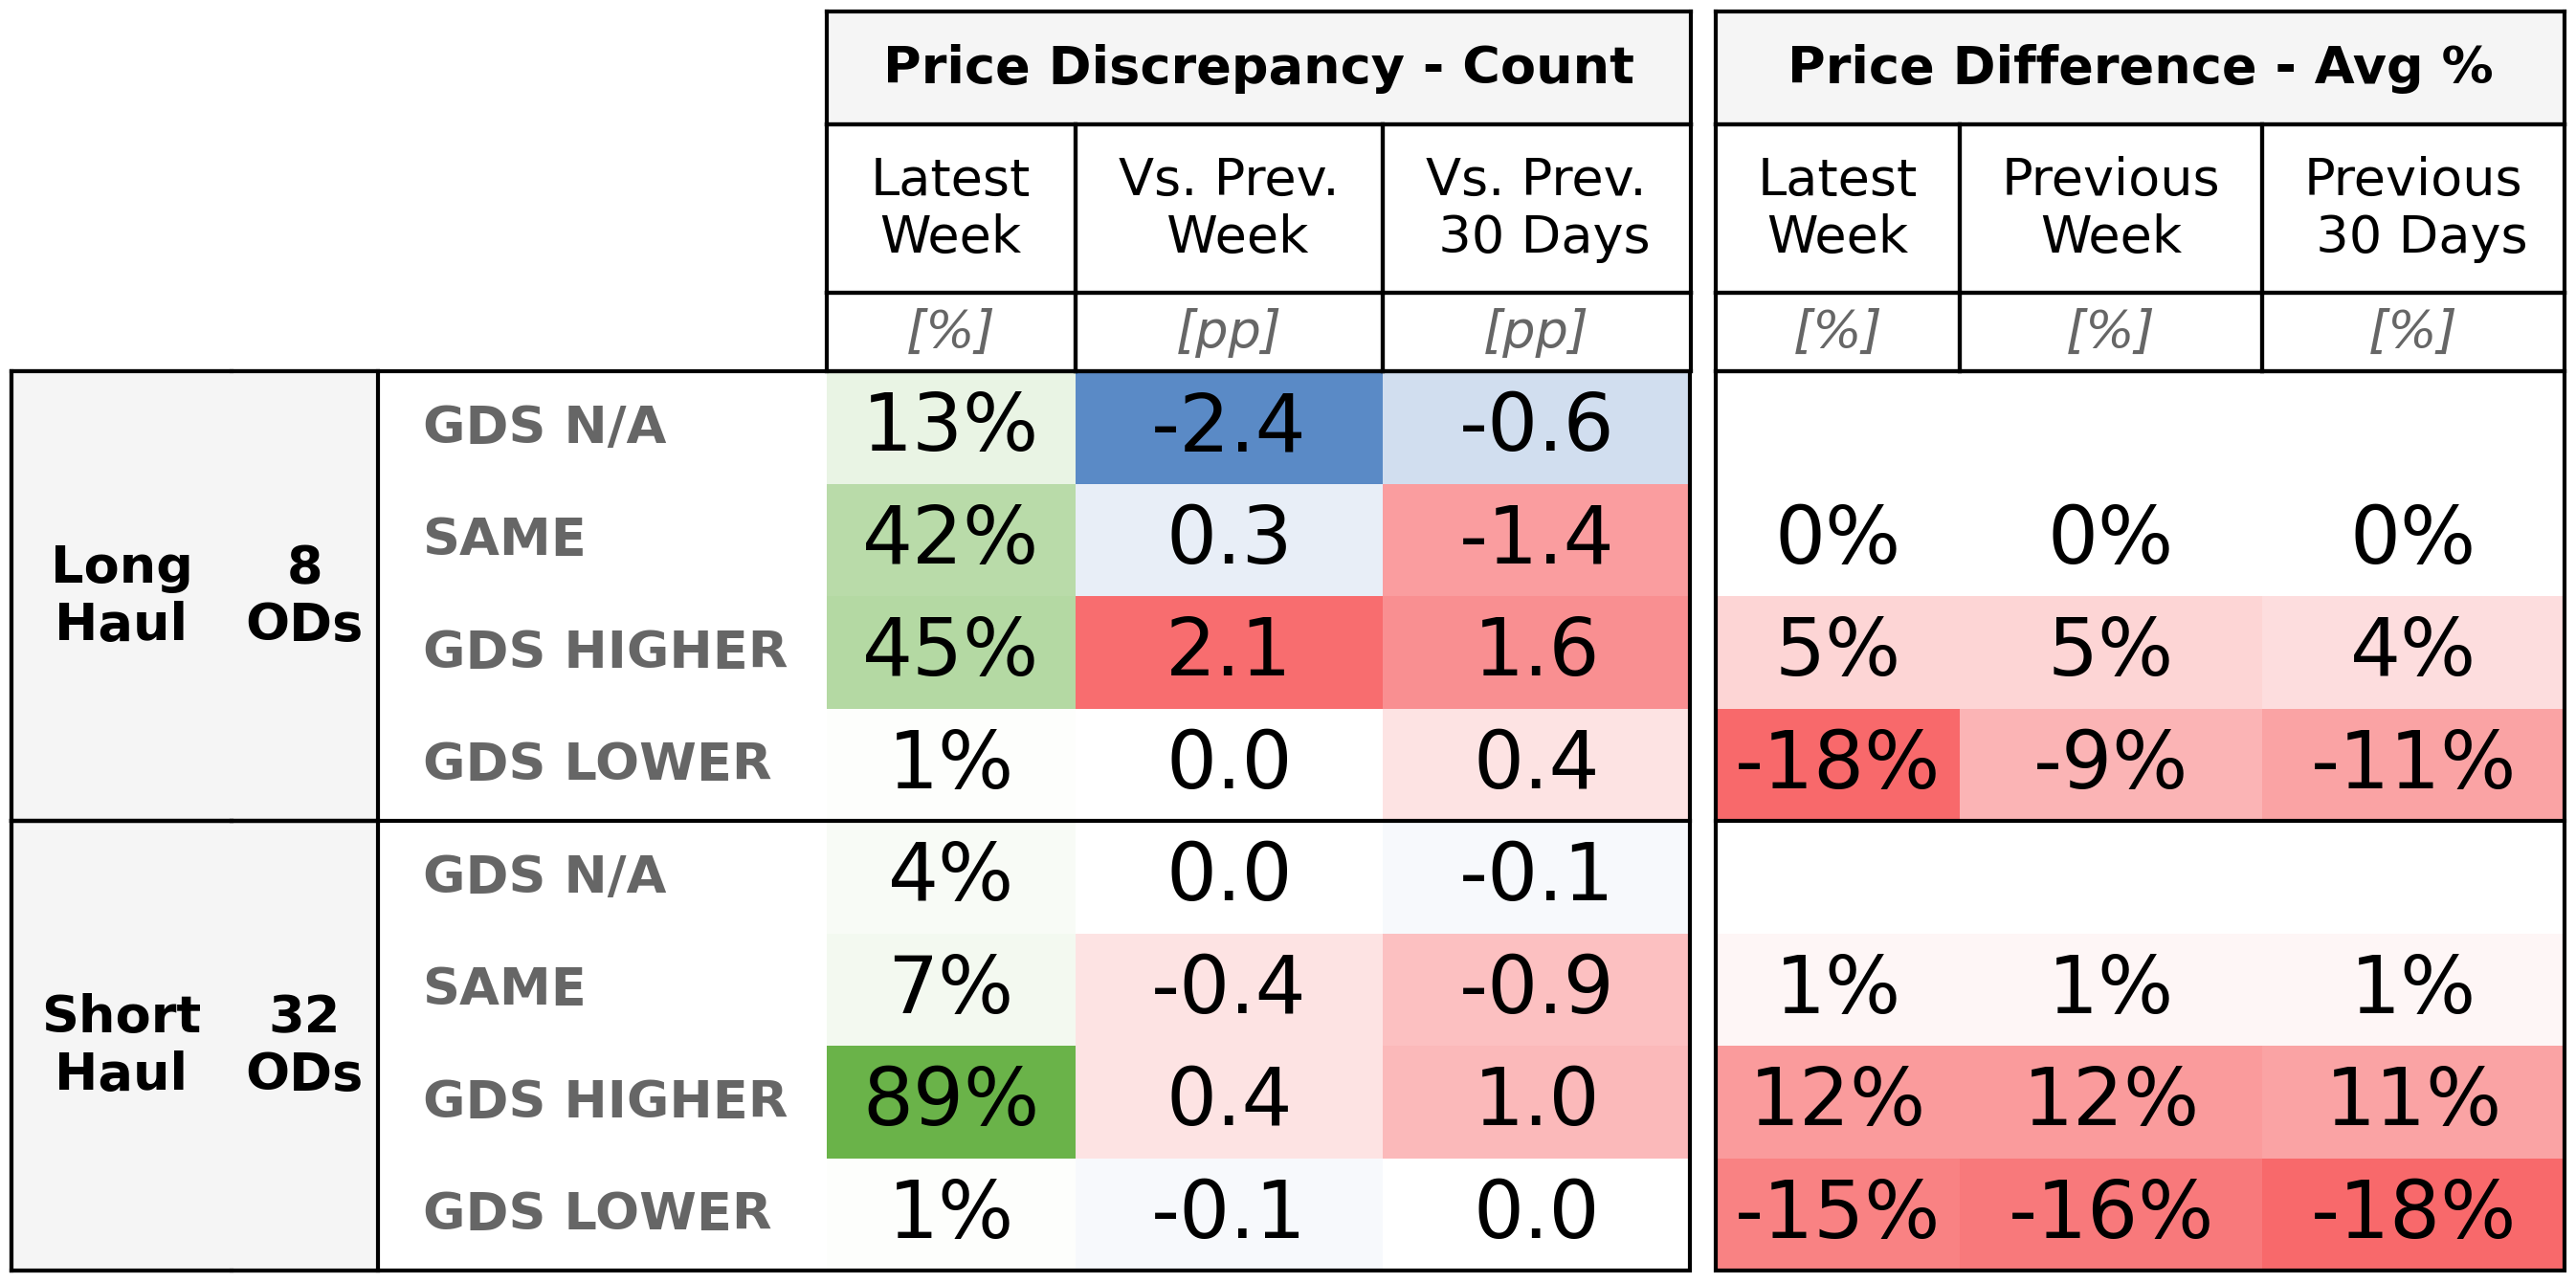 Price Discrepancy - Count Price Difference - Avg %
Latest Week Vs. Prev. Week Vs. Prev. 30 Days Latest Week Previous Week Previous 30 Days
[%] [pp] [pp] [%] [%] [%]
Long Haul 8 ODs
GDS N/A 13% -2.4 -0.6
SAME 42% 0.3 -1.4 0% 0% 0%
GDS HIGHER 45% 2.1 1.6 5% 5% 4%
GDS LOWER 1% 0.0 0.4 -18% -9% -11%
Short Haul 32 ODs
GDS N/A 4% 0.0 -0.1
SAME 7% -0.4 -0.9 1% 1% 1%
GDS HIGHER 89% 0.4 1.0 12% 12% 11%
GDS LOWER 1% -0.1 0.0 -15% -16% -18%